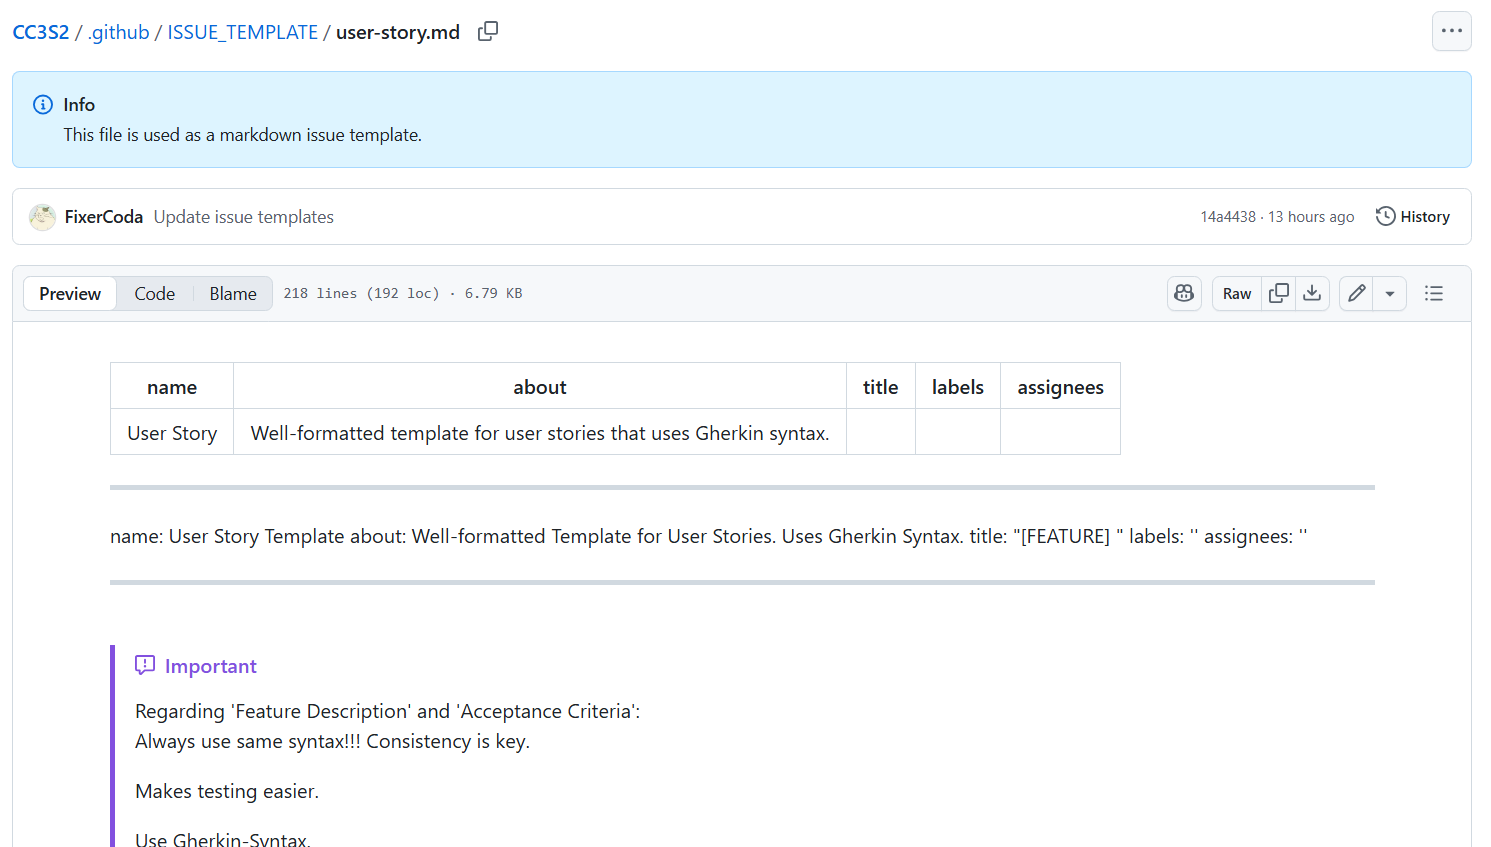 CC3S2 / .github / ISSUE_TEMPLATE / user-story.md
Info
This file is used as a markdown issue template.
FixerCoda Update issue templates 14a4438 · 13 hours ago History
Preview Code Blame 218 lines (192 loc) · 6.79 KB Raw
name about title labels assignees
User Story Well-formatted template for user stories that uses Gherkin syntax.
name: User Story Template about: Well-formatted Template for User Stories. Uses Gherkin Syntax. title: "[FEATURE] " labels: '' assignees: ''
Important
Regarding 'Feature Description' and 'Acceptance Criteria':
Always use same syntax!!! Consistency is key.
Makes testing easier.
Use Gherkin-Syntax.